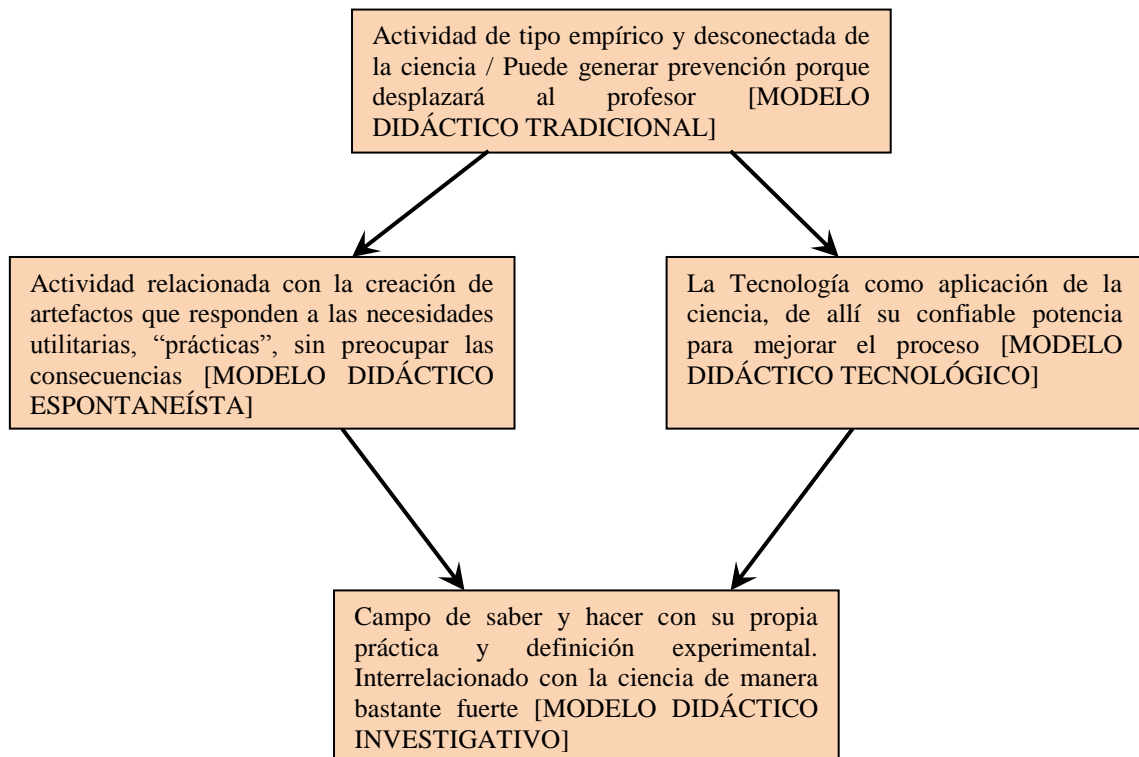 Actividad de tipo empírico y desconectada de
la ciencia / Puede generar prevención porque
desplazará al profesor [MODELO
DIDÁCTICO TRADICIONAL]
Actividad relacionada con la creación de
artefactos que responden a las necesidades
utilitarias, “prácticas”, sin preocupar las
consecuencias [MODELO DIDÁCTICO
ESPONTANEÍSTA]
La Tecnología como aplicación de la
ciencia, de allí su confiable potencia
para mejorar el proceso [MODELO
DIDÁCTICO TECNOLÓGICO]
Campo de saber y hacer con su propia
práctica y definición experimental.
Interrelacionado con la ciencia de manera
bastante fuerte [MODELO DIDÁCTICO
INVESTIGATIVO]